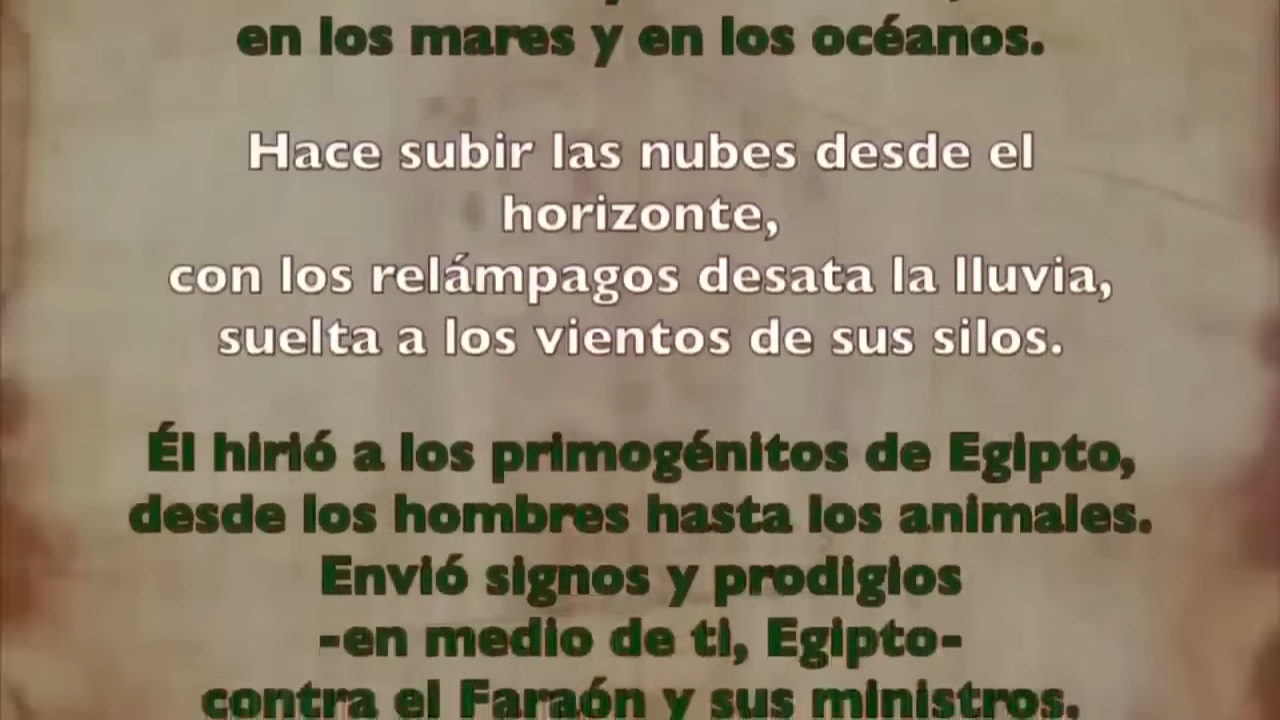 en los mares y en los océanos.
Hace subir las nubes desde el
horizonte,
con los relámpagos desata la lluvia,
suelta a los vientos de sus silos.
Él hirió a los primogénitos de Egipto,
desde los hombres hasta los animales.
Envió signos y prodigios
-en medio de ti, Egipto-
contra el Faraón y sus ministros.